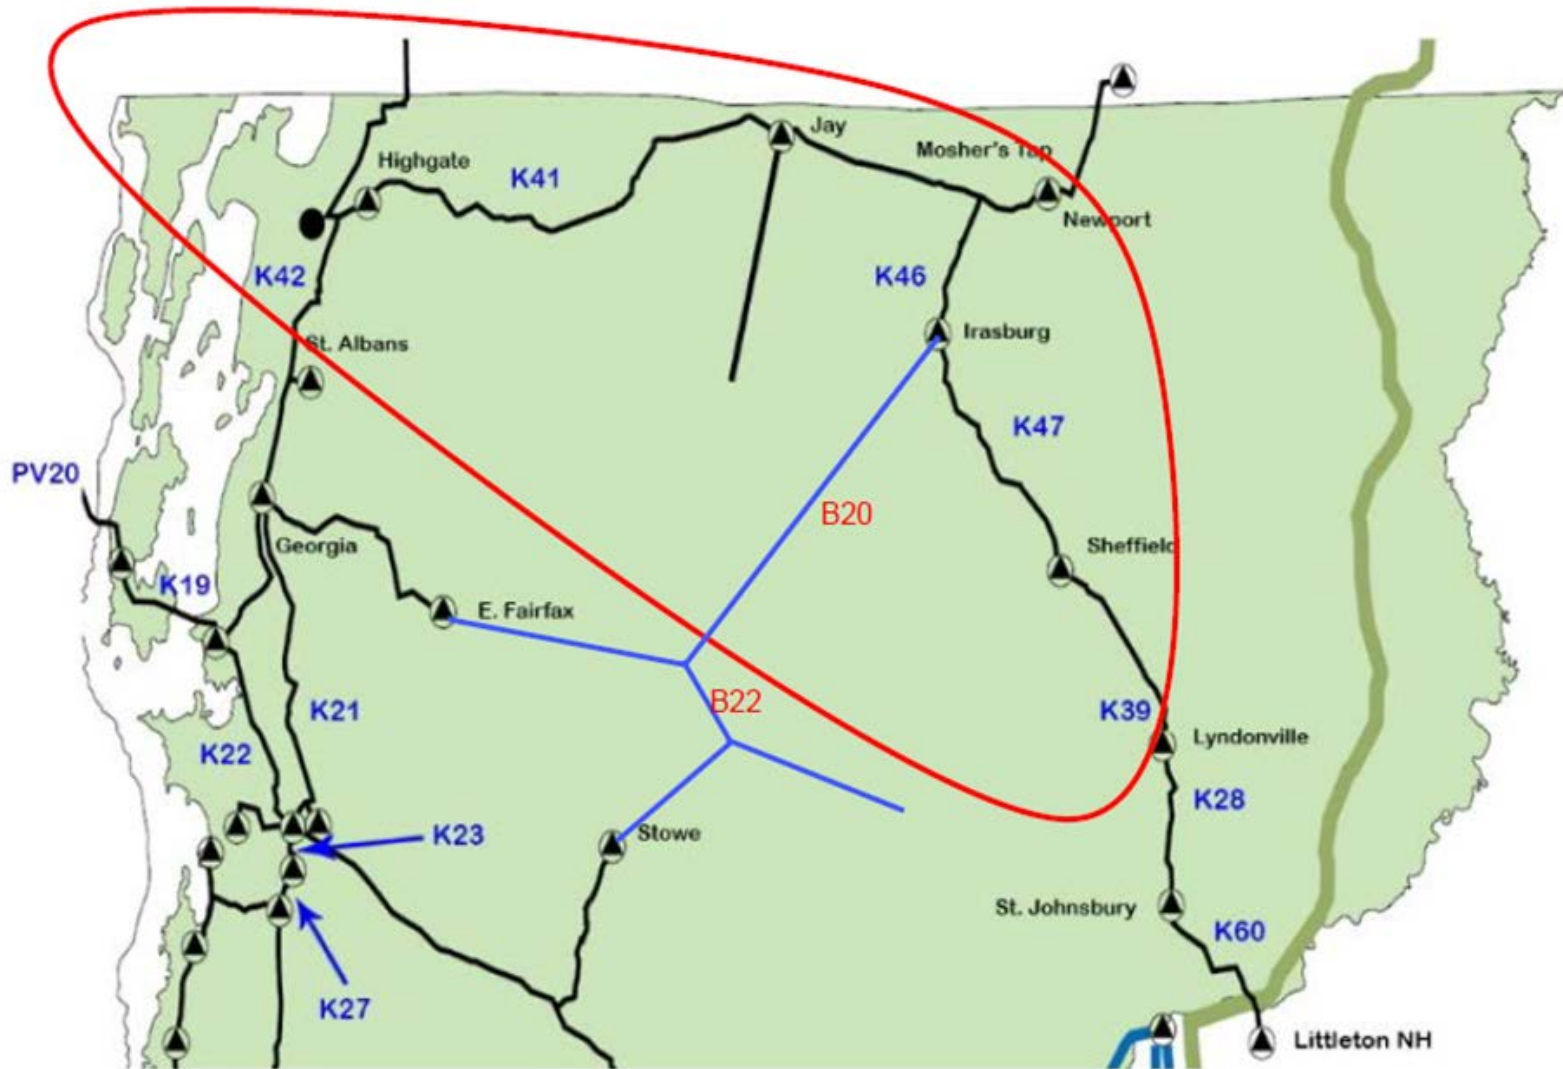 Jay
Mosher's Tap
Highgate
K41
Newport
K42
K46
Irasburg
St. Albans
K47
PV20
B20
Georgia
Sheffield
K19
E. Fairfax
B22
K21
K39
Lyndonville
K22
K28
K23
Stowe
St. Johnsbury
K60
K27
Littleton NH